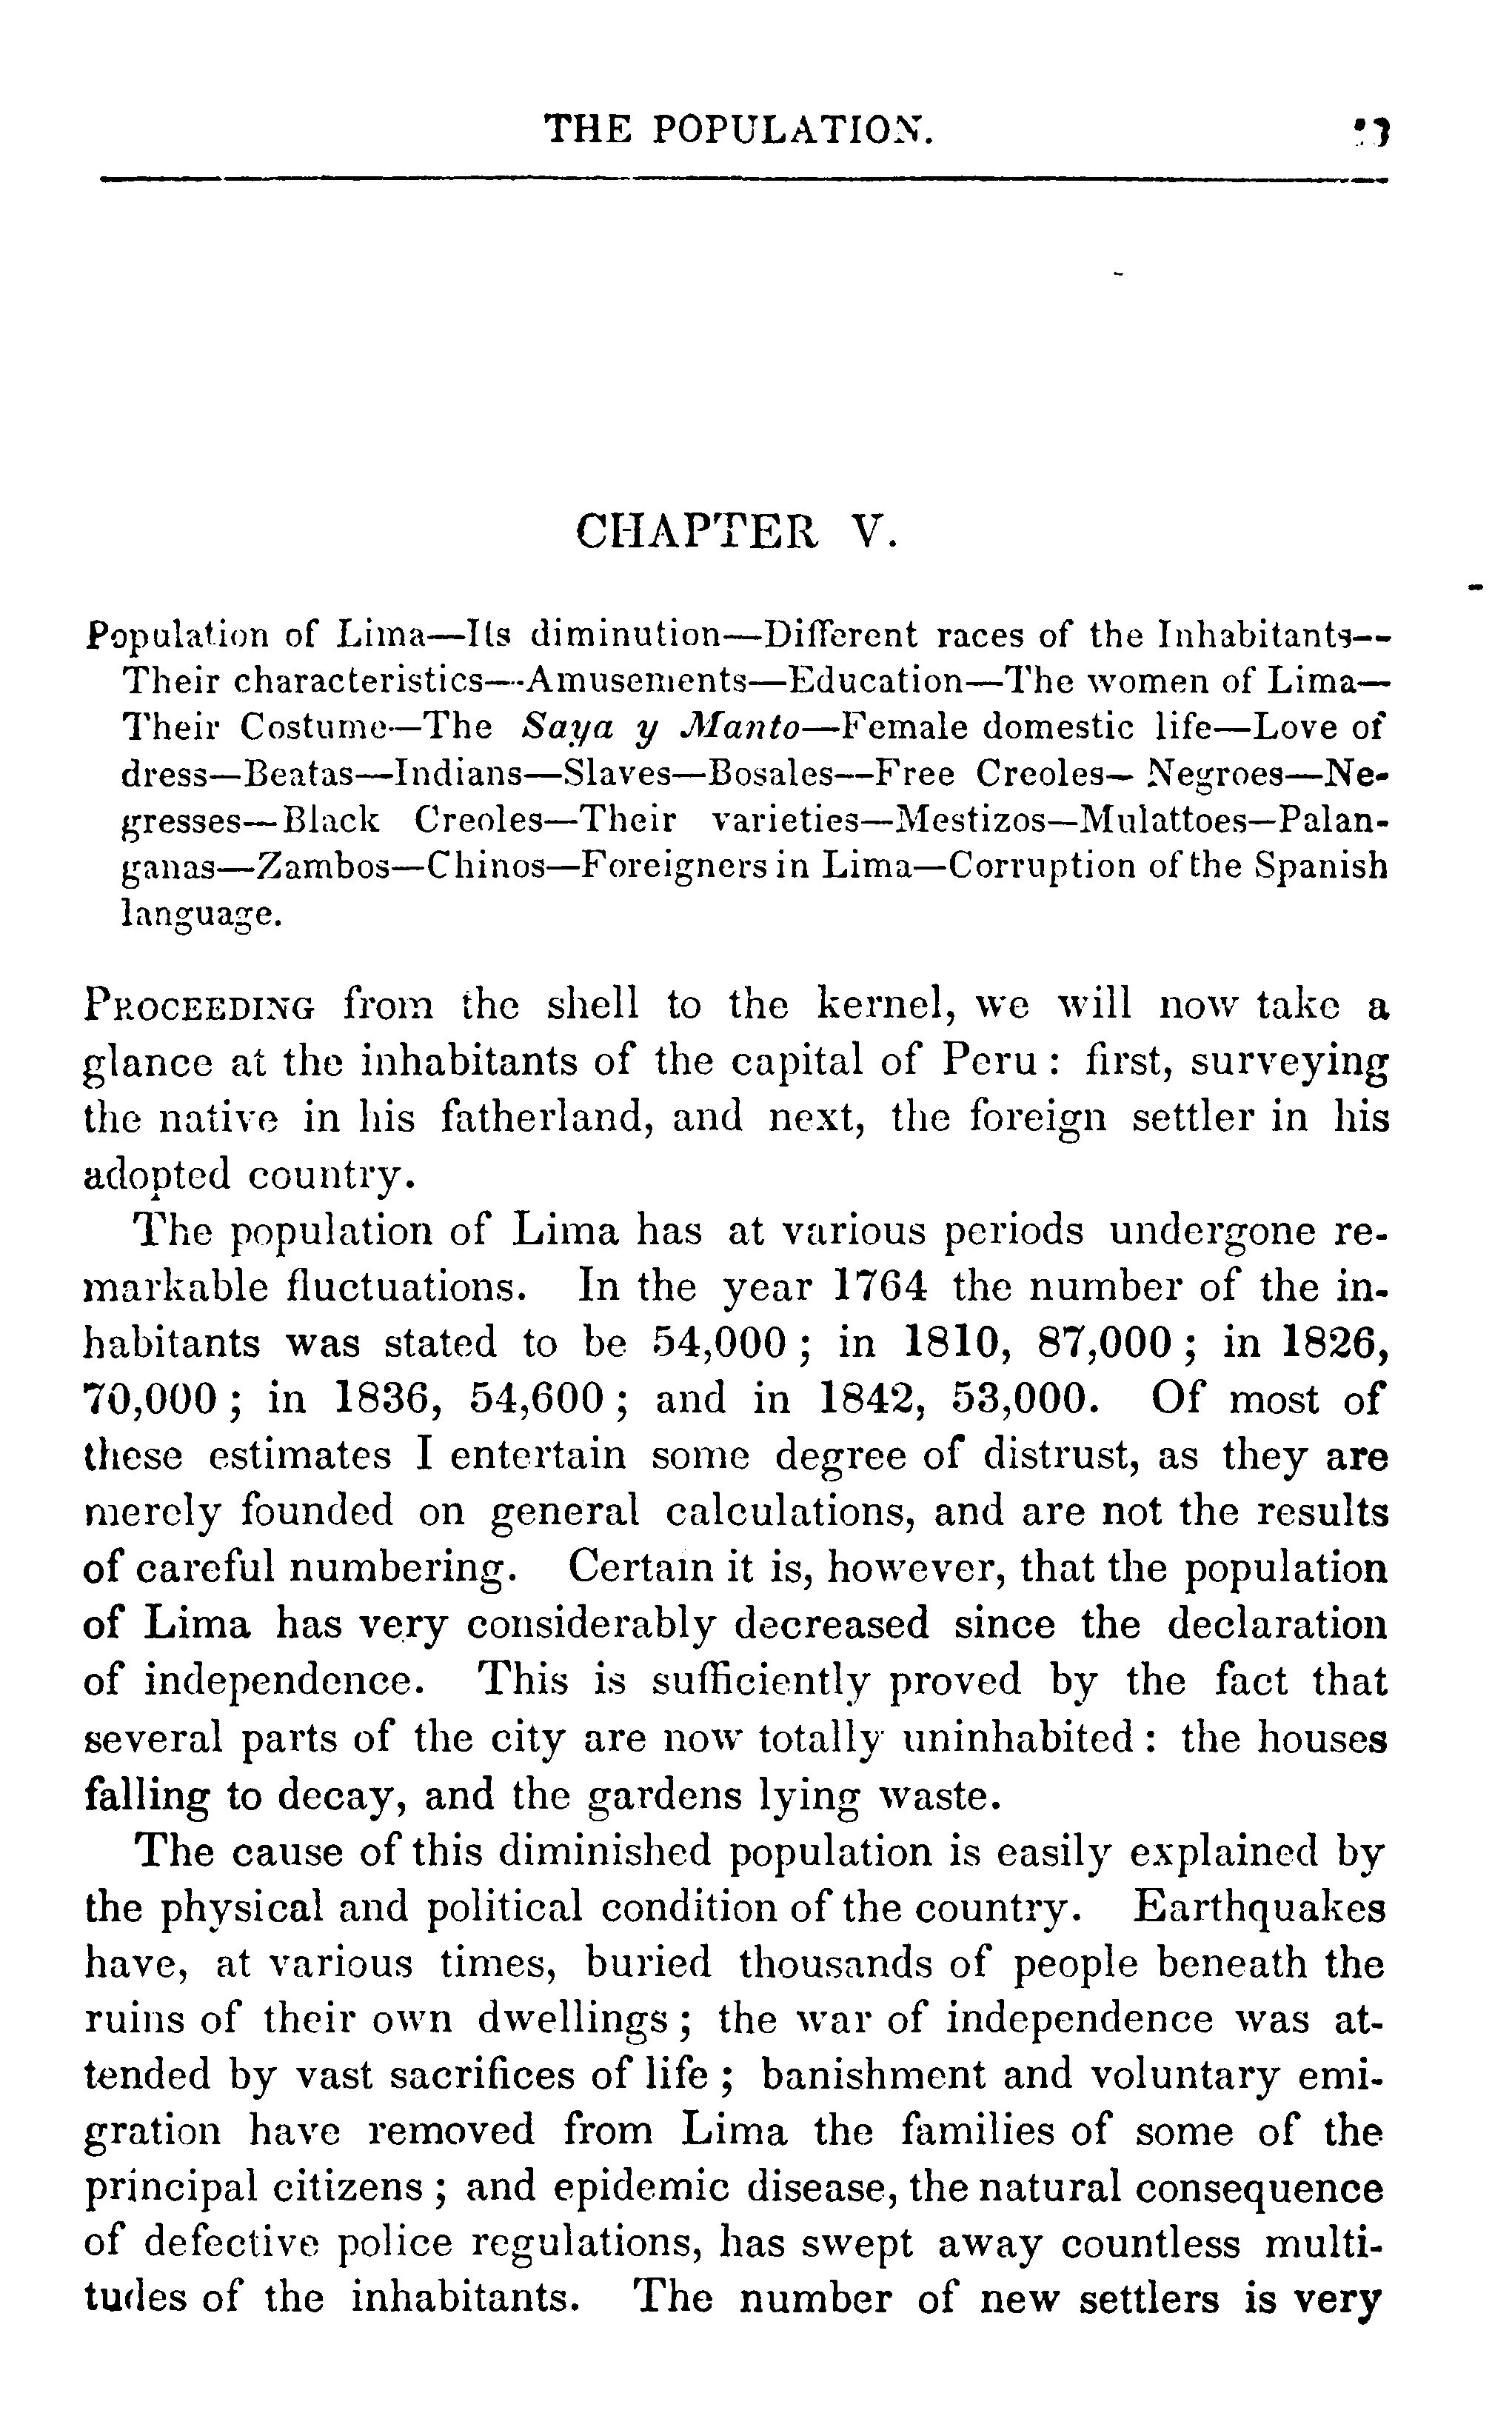 THE POPULATION.
CHAPTER V.
Population of Lima—Its diminution—Different races of the Inhabitants—
Their characteristics—Amusements—Education—The women of Lima—
Their Costume—The Saya y Manto—Female domestic life—Love of
dress—Beatas—Indians—Slaves—Bosales—Free Creoles—Negroes—Ne-
gresses—Black Creoles—Their varieties—Mestizos—Mulattoes—Palan-
ganas—Zambos—Chinos—Foreigners in Lima—Corruption of the Spanish
language.
PROCEEDING from the shell to the kernel, we will now take a
glance at the inhabitants of the capital of Peru: first, surveying
the native in his fatherland, and next, the foreign settler in his
adopted country.
The population of Lima has at various periods undergone re-
markable fluctuations. In the year 1764 the number of the in-
habitants was stated to be 54,000; in 1810, 87,000; in 1826,
70,000; in 1836, 54,600; and in 1842, 53,000. Of most of
these estimates I entertain some degree of distrust, as they are
merely founded on general calculations, and are not the results
of careful numbering. Certain it is, however, that the population
of Lima has very considerably decreased since the declaration
of independence. This is sufficiently proved by the fact that
several parts of the city are now totally uninhabited: the houses
falling to decay, and the gardens lying waste.
The cause of this diminished population is easily explained by
the physical and political condition of the country. Earthquakes
have, at various times, buried thousands of people beneath the
ruins of their own dwellings; the war of independence was at-
tended by vast sacrifices of life; banishment and voluntary emi-
gration have removed from Lima the families of some of the
principal citizens; and epidemic disease, the natural consequence
of defective police regulations, has swept away countless multi-
tudes of the inhabitants. The number of new settlers is very